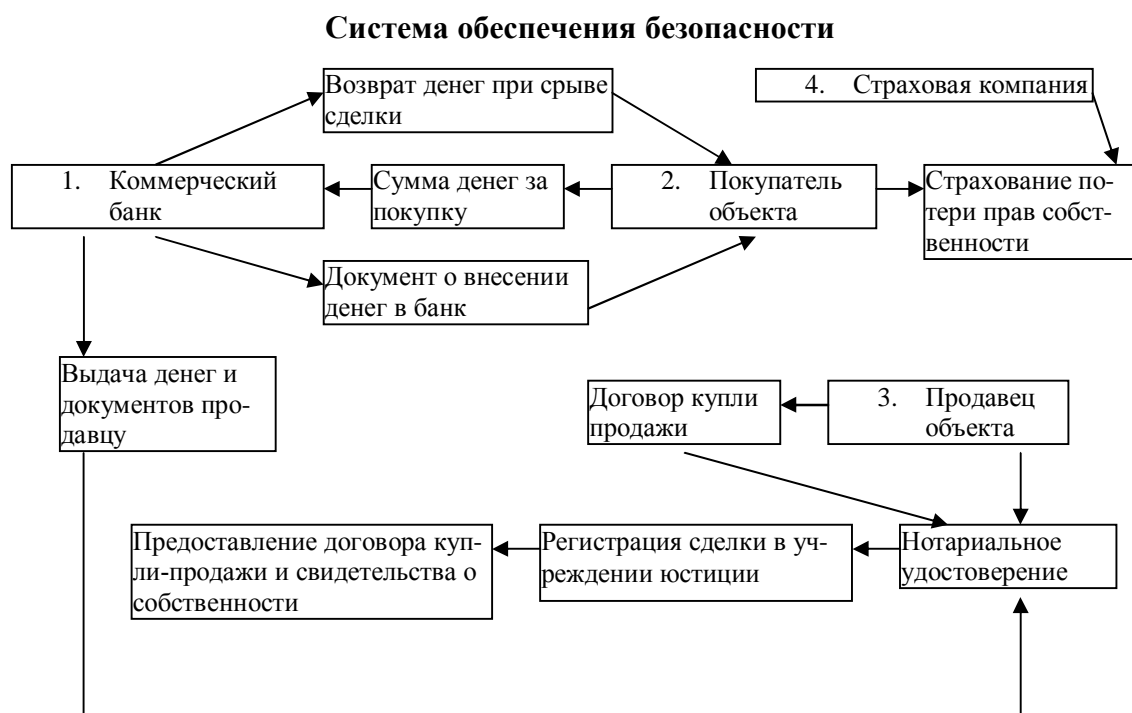 Система обеспечения безопасности
Возврат денег при срыве
сделки
4. Страховая компания
1. Коммерческий
банк
Сумма денег за
покупку
2. Покупатель
объекта
Страхование по-
тери прав собст-
венности
Документ о внесении
денег в банк
Выдача денег и
документов про-
давцу
Договор купли
продажи
3. Продавец
объекта
Предоставление договора куп-
ли-продажи и свидетельства о
собственности
Регистрация сделки в уч-
реждении юстиции
Нотариальное
удостоверение